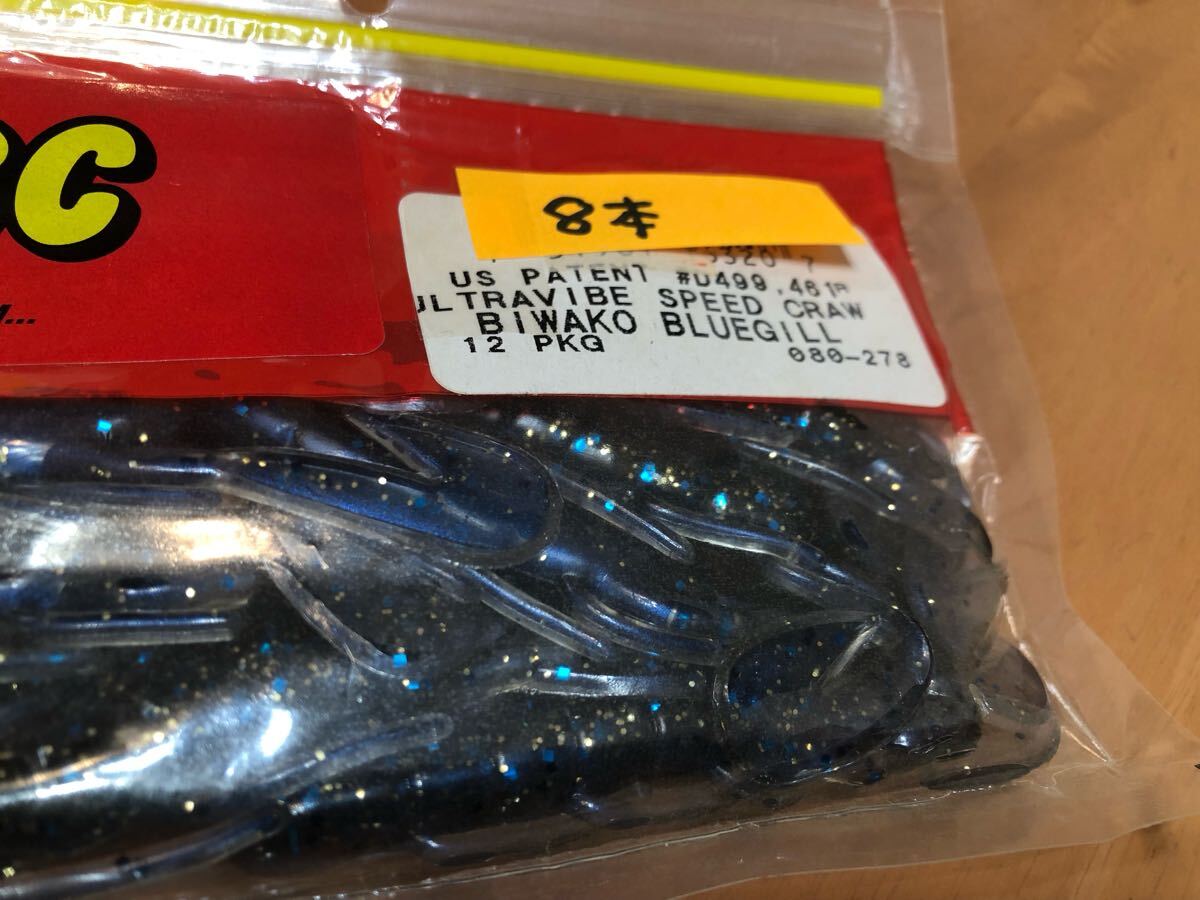 8本
US PATENT #D499,461
ULTRAVIBE SPEED CRAW
BIWAKO BLUEGILL
12 PKG 080-278